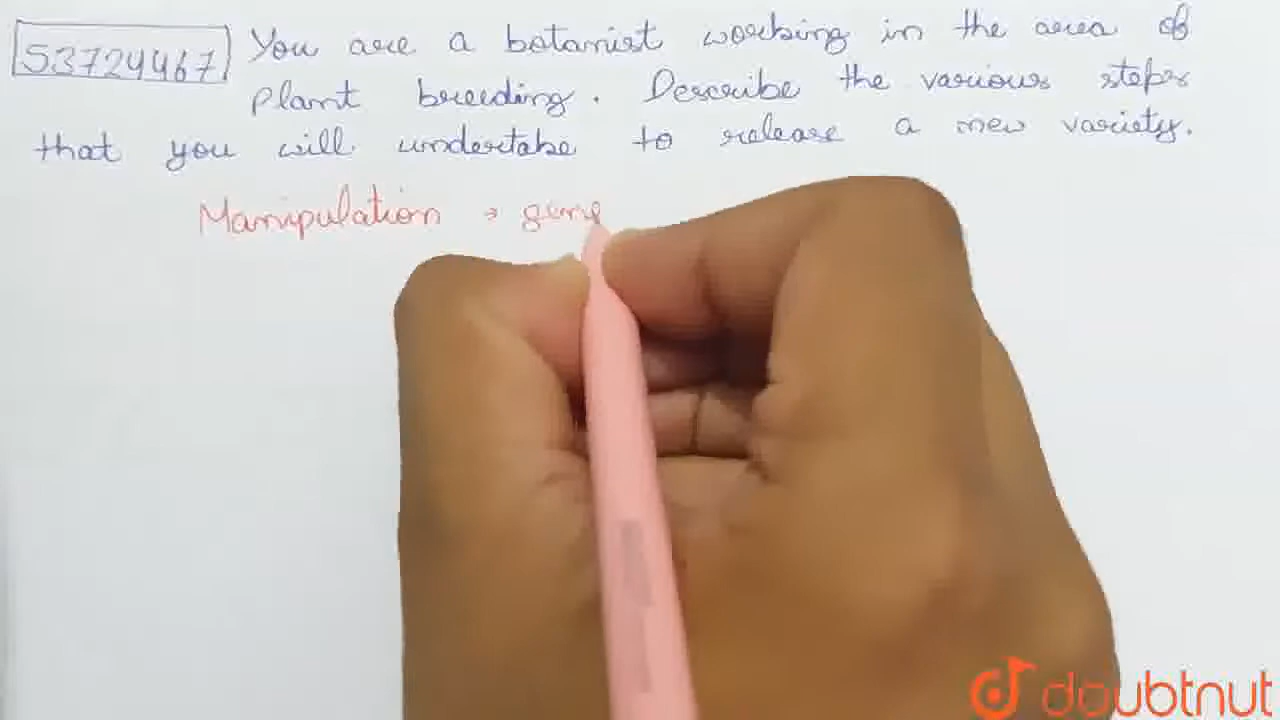 53724467 You are a botanist working in the area of
plant breeding. Describe the various steps
that you will undertake to release a new variety.
Manipulation → gene
doubtnut